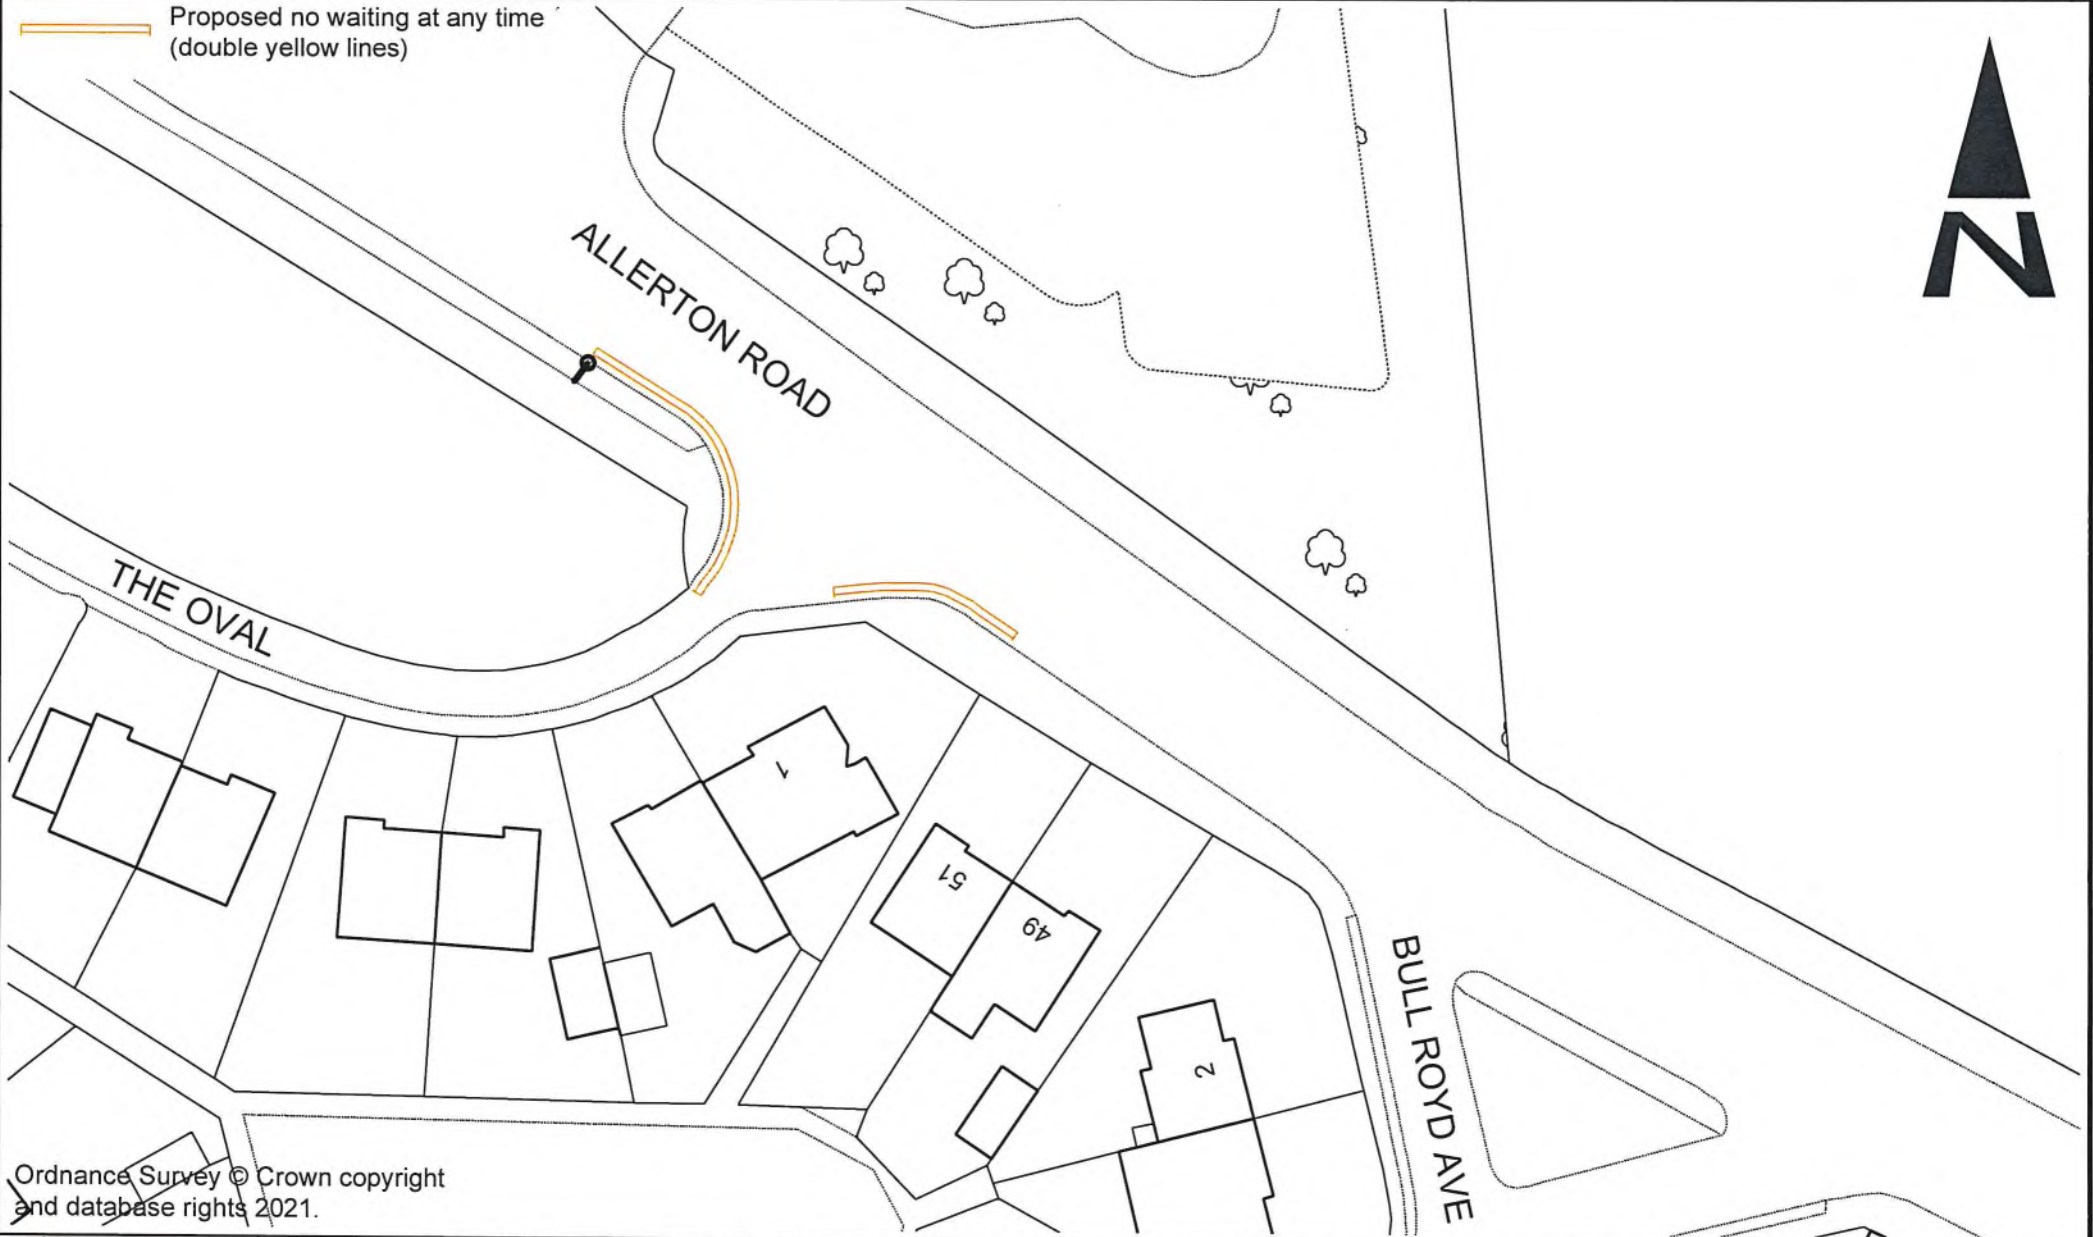 Proposed no waiting at any time
(double yellow lines)
N
ALLERTON ROAD
THE OVAL
1
51
49
2
BULL ROYD AVE
Ordnance Survey © Crown copyright
and database rights 2021.